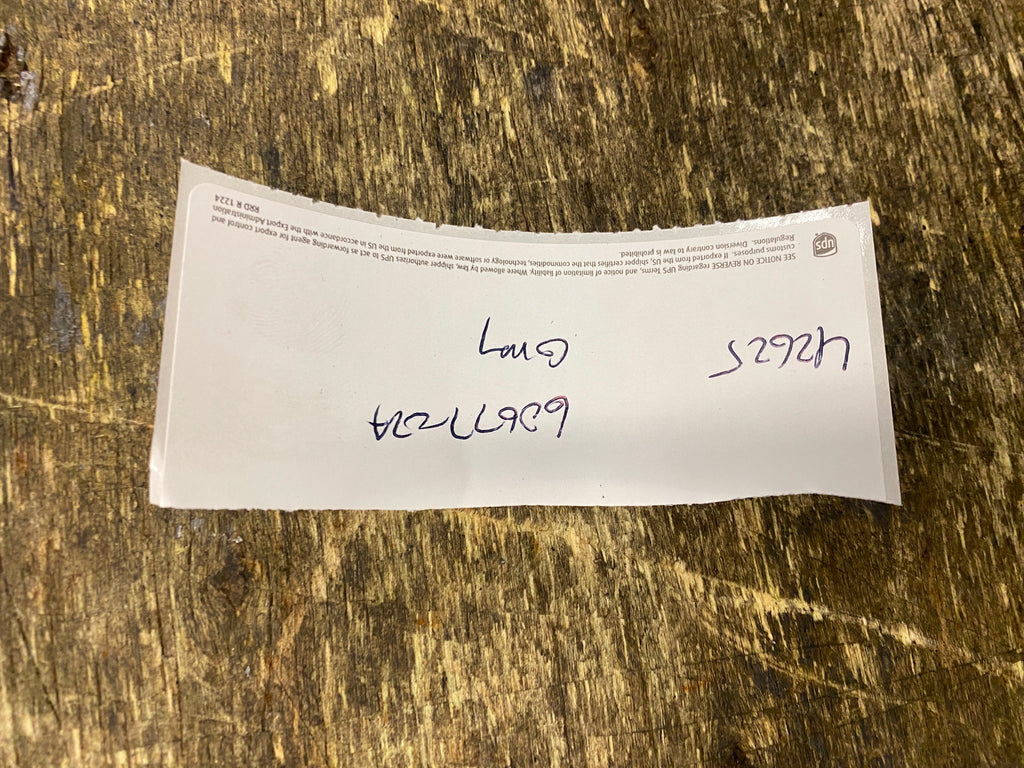 60677-22A
42625 Gray
SEE NOTICE ON REVERSE regarding UPS Terms, and notice of limitation of liability. Where allowed by law, shipper authorizes UPS to act as forwarding agent for export control and
customs purposes. If exported from the US, shipper certifies that the commodities, technology or software were exported from the US in accordance with the Export Administration
Regulations. Diversion contrary to law is prohibited. RRD R 1224
ups